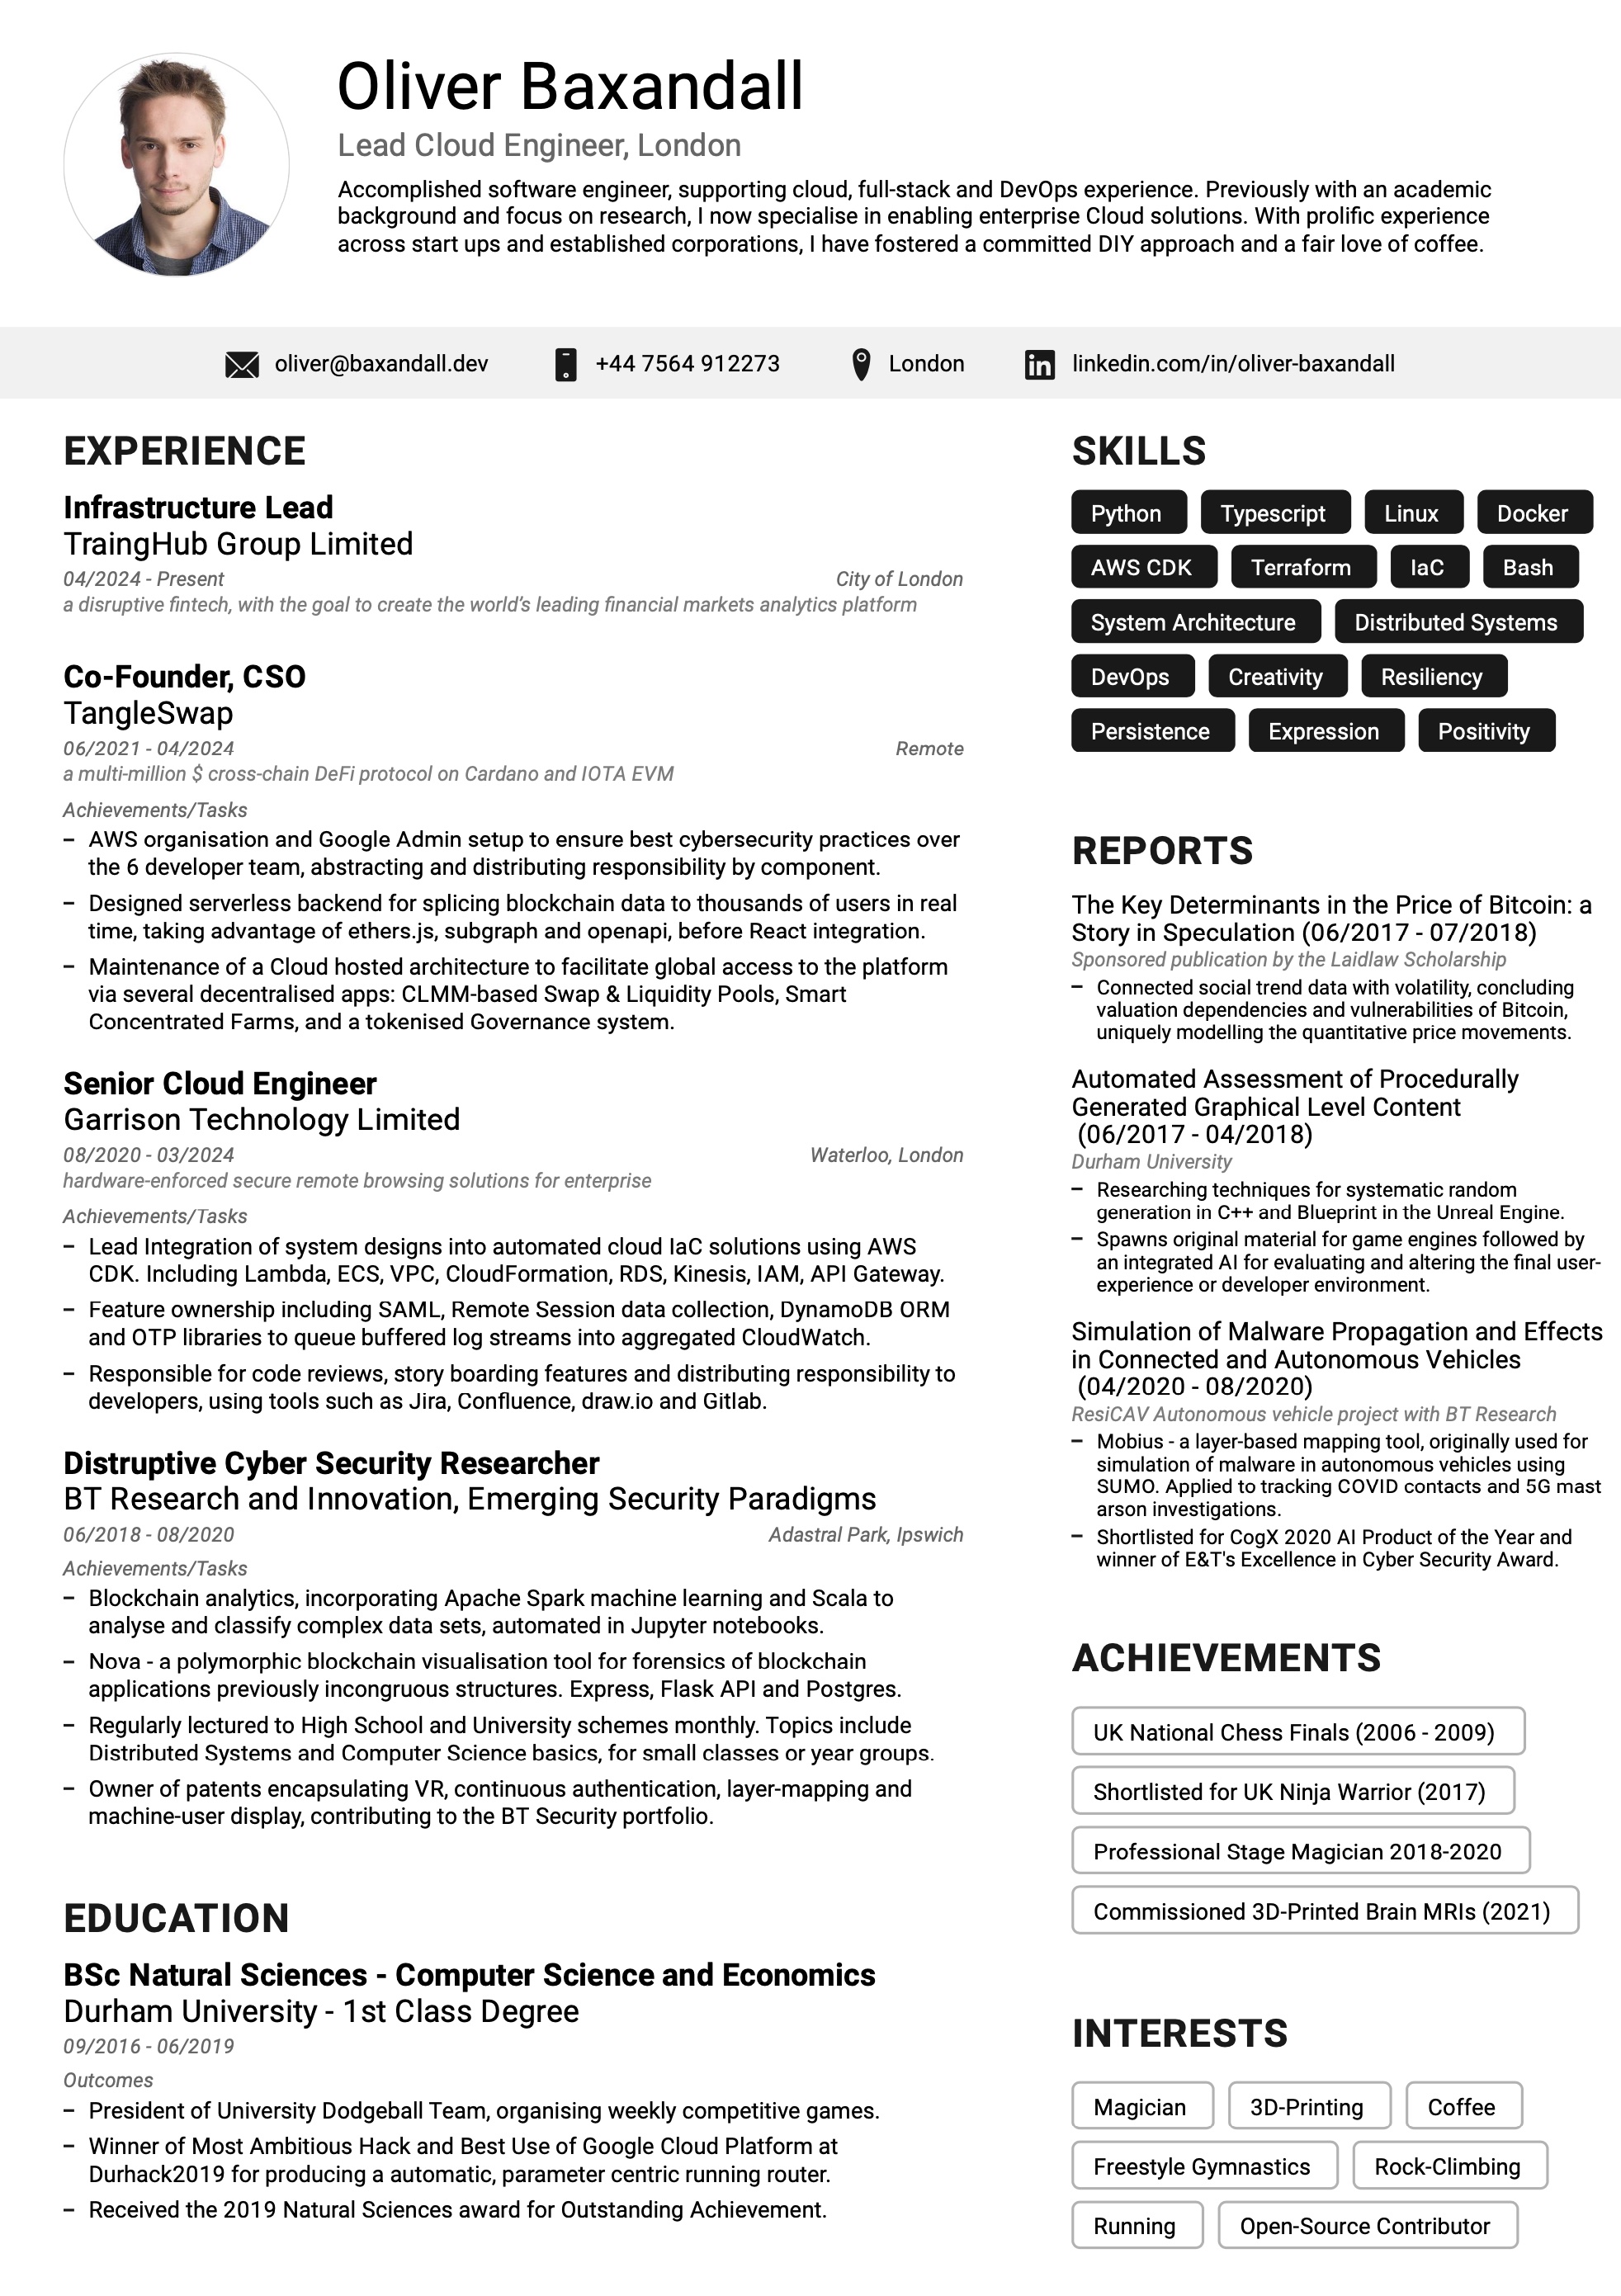 Oliver Baxandall
Lead Cloud Engineer, London
Accomplished software engineer, supporting cloud, full-stack and DevOps experience. Previously with an academic
background and focus on research, I now specialise in enabling enterprise Cloud solutions. With prolific experience
across start ups and established corporations, I have fostered a committed DIY approach and a fair love of coffee.
oliver@baxandall.dev
+44 7564 912273
London
linkedin.com/in/oliver-baxandall
EXPERIENCE
Infrastructure Lead
TraingHub Group Limited
04/2024 - Present
City of London
a disruptive fintech, with the goal to create the world's leading financial markets analytics platform
Co-Founder, CSO
TangleSwap
06/2021 - 04/2024
Remote
a multi-million $ cross-chain DeFi protocol on Cardano and IOTA EVM
Achievements/Tasks
– AWS organisation and Google Admin setup to ensure best cybersecurity practices over
the 6 developer team, abstracting and distributing responsibility by component.
– Designed serverless backend for splicing blockchain data to thousands of users in real
time, taking advantage of ethers.js, subgraph and openapi, before React integration.
– Maintenance of a Cloud hosted architecture to facilitate global access to the platform
via several decentralised apps: CLMM-based Swap & Liquidity Pools, Smart
Concentrated Farms, and a tokenised Governance system.
Senior Cloud Engineer
Garrison Technology Limited
08/2020 - 03/2024
Waterloo, London
hardware-enforced secure remote browsing solutions for enterprise
Achievements/Tasks
– Lead Integration of system designs into automated cloud IaC solutions using AWS
CDK. Including Lambda, ECS, VPC, CloudFormation, RDS, Kinesis, IAM, API Gateway.
– Feature ownership including SAML, Remote Session data collection, DynamoDB ORM
and OTP libraries to queue buffered log streams into aggregated CloudWatch.
– Responsible for code reviews, story boarding features and distributing responsibility to
developers, using tools such as Jira, Confluence, draw.io and Gitlab.
Distruptive Cyber Security Researcher
BT Research and Innovation, Emerging Security Paradigms
06/2018 - 08/2020
Adastral Park, Ipswich
Achievements/Tasks
– Blockchain analytics, incorporating Apache Spark machine learning and Scala to
analyse and classify complex data sets, automated in Jupyter notebooks.
– Nova - a polymorphic blockchain visualisation tool for forensics of blockchain
applications previously incongruous structures. Express, Flask API and Postgres.
– Regularly lectured to High School and University schemes monthly. Topics include
Distributed Systems and Computer Science basics, for small classes or year groups.
– Owner of patents encapsulating VR, continuous authentication, layer-mapping and
machine-user display, contributing to the BT Security portfolio.
EDUCATION
BSc Natural Sciences - Computer Science and Economics
Durham University - 1st Class Degree
09/2016 - 06/2019
Outcomes
– President of University Dodgeball Team, organising weekly competitive games.
– Winner of Most Ambitious Hack and Best Use of Google Cloud Platform at
Durhack2019 for producing a automatic, parameter centric running router.
– Received the 2019 Natural Sciences award for Outstanding Achievement.
SKILLS
Python Typescript Linux Docker
AWS CDK Terraform IaC Bash
System Architecture Distributed Systems
DevOps Creativity Resiliency
Persistence Expression Positivity
REPORTS
The Key Determinants in the Price of Bitcoin: a
Story in Speculation (06/2017 - 07/2018)
Sponsored publication by the Laidlaw Scholarship
– Connected social trend data with volatility, concluding
valuation dependencies and vulnerabilities of Bitcoin,
uniquely modelling the quantitative price movements.
Automated Assessment of Procedurally
Generated Graphical Level Content
(06/2017 - 04/2018)
Durham University
– Researching techniques for systematic random
generation in C++ and Blueprint in the Unreal Engine.
– Spawns original material for game engines followed by
an integrated AI for evaluating and altering the final user-
experience or developer environment.
Simulation of Malware Propagation and Effects
in Connected and Autonomous Vehicles
(04/2020 - 08/2020)
ResiCAV Autonomous vehicle project with BT Research
– Mobius - a layer-based mapping tool, originally used for
simulation of malware in autonomous vehicles using
SUMO. Applied to tracking COVID contacts and 5G mast
arson investigations.
– Shortlisted for CogX 2020 AI Product of the Year and
winner of E&T's Excellence in Cyber Security Award.
ACHIEVEMENTS
UK National Chess Finals (2006 - 2009)
Shortlisted for UK Ninja Warrior (2017)
Professional Stage Magician 2018-2020
Commissioned 3D-Printed Brain MRIs (2021)
INTERESTS
Magician 3D-Printing Coffee
Freestyle Gymnastics Rock-Climbing
Running Open-Source Contributor